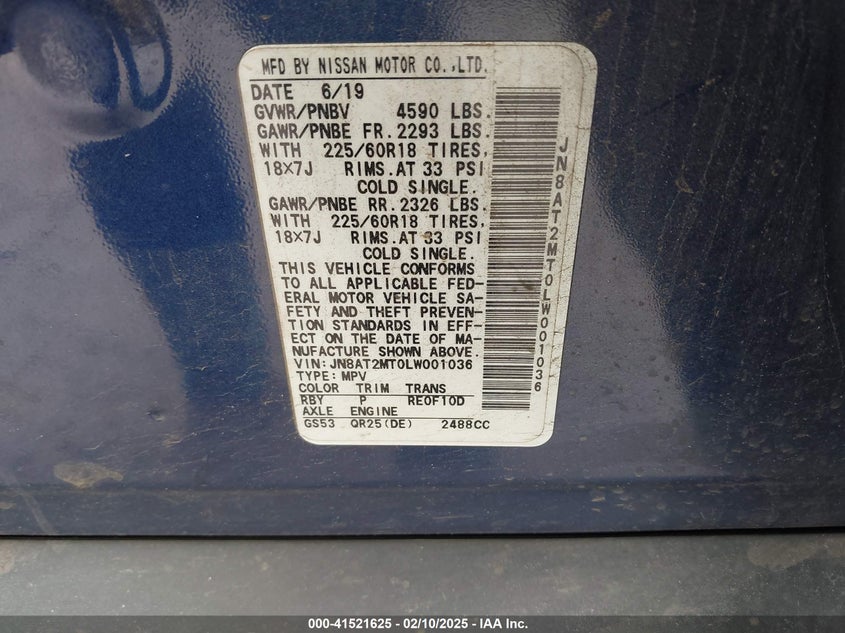 MFD BY NISSAN MOTOR CO.,LTD.
DATE 6/19
GVWR/PNBV 4590 LBS.
GAWR/PNBE FR. 2293 LBS.
WITH 225/60R18 TIRES,
18×7J RIMS.AT 33 PSI
COLD SINGLE.
GAWR/PNBE RR. 2326 LBS.
WITH 225/60R18 TIRES,
18×7J RIMS.AT 33 PSI
COLD SINGLE.
THIS VEHICLE CONFORMS
TO ALL APPLICABLE FED-
ERAL MOTOR VEHICLE SA-
FETY AND THEFT PREVEN-
TION STANDARDS IN EFF-
ECT ON THE DATE OF MA-
NUFACTURE SHOWN ABOVE.
VIN:JN8AT2MT0LW001036
TYPE:MPV
COLOR TRIM TRANS
RBY P RE0F10D
AXLE ENGINE
GS53 QR25(DE) 2488CC
JN8AT2MT0LW001036
000-41521625 - 02/10/2025 - IAA Inc.